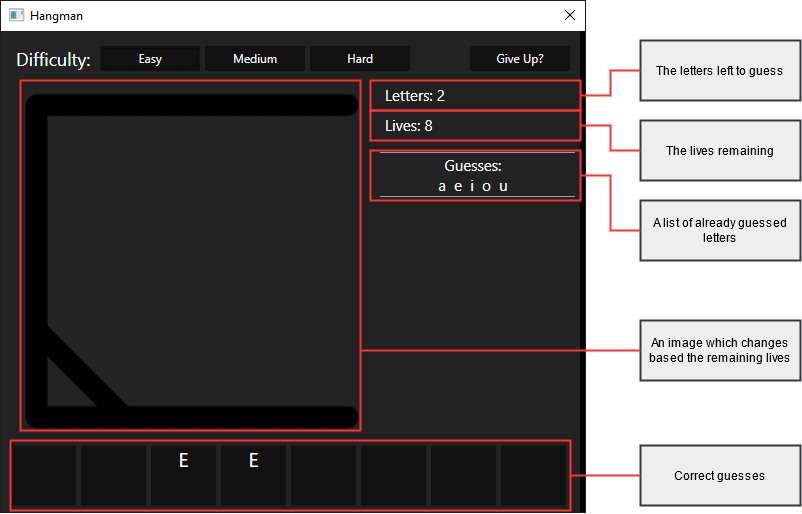 Hangman
Difficulty: Easy Medium Hard Give Up?
Letters: 2
Lives: 8
Guesses:
a e i o u
E E
The letters left to guess
The lives remaining
A list of already guessed
letters
An image which changes
based the remaining lives
Correct guesses